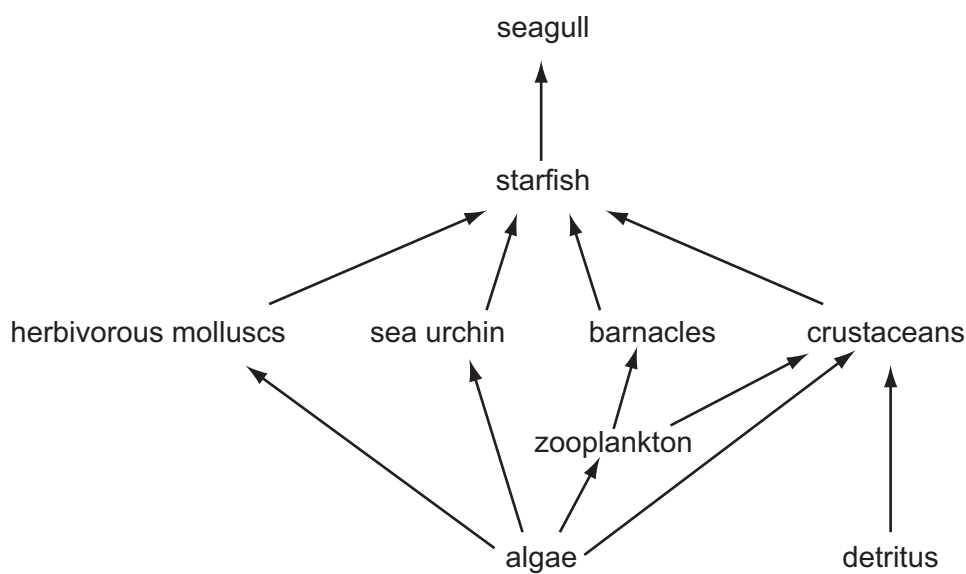 seagull
starfish
herbivorous molluscs
sea urchin
barnacles
crustaceans
zooplankton
algae
detritus